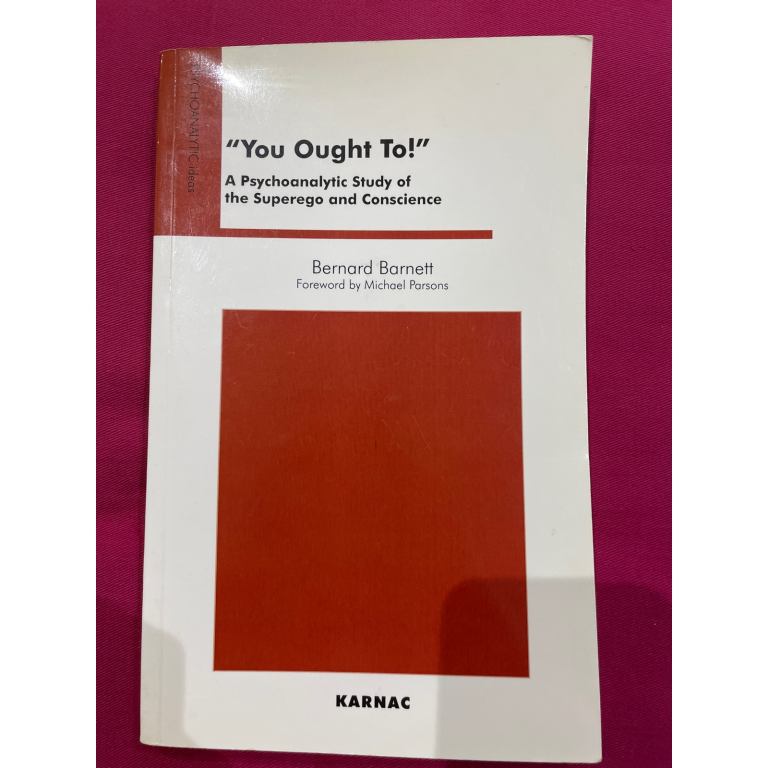 PSYCHOANALYTIC ideas
“You Ought To!”
A Psychoanalytic Study of
the Superego and Conscience
Bernard Barnett
Foreword by Michael Parsons
KARNAC